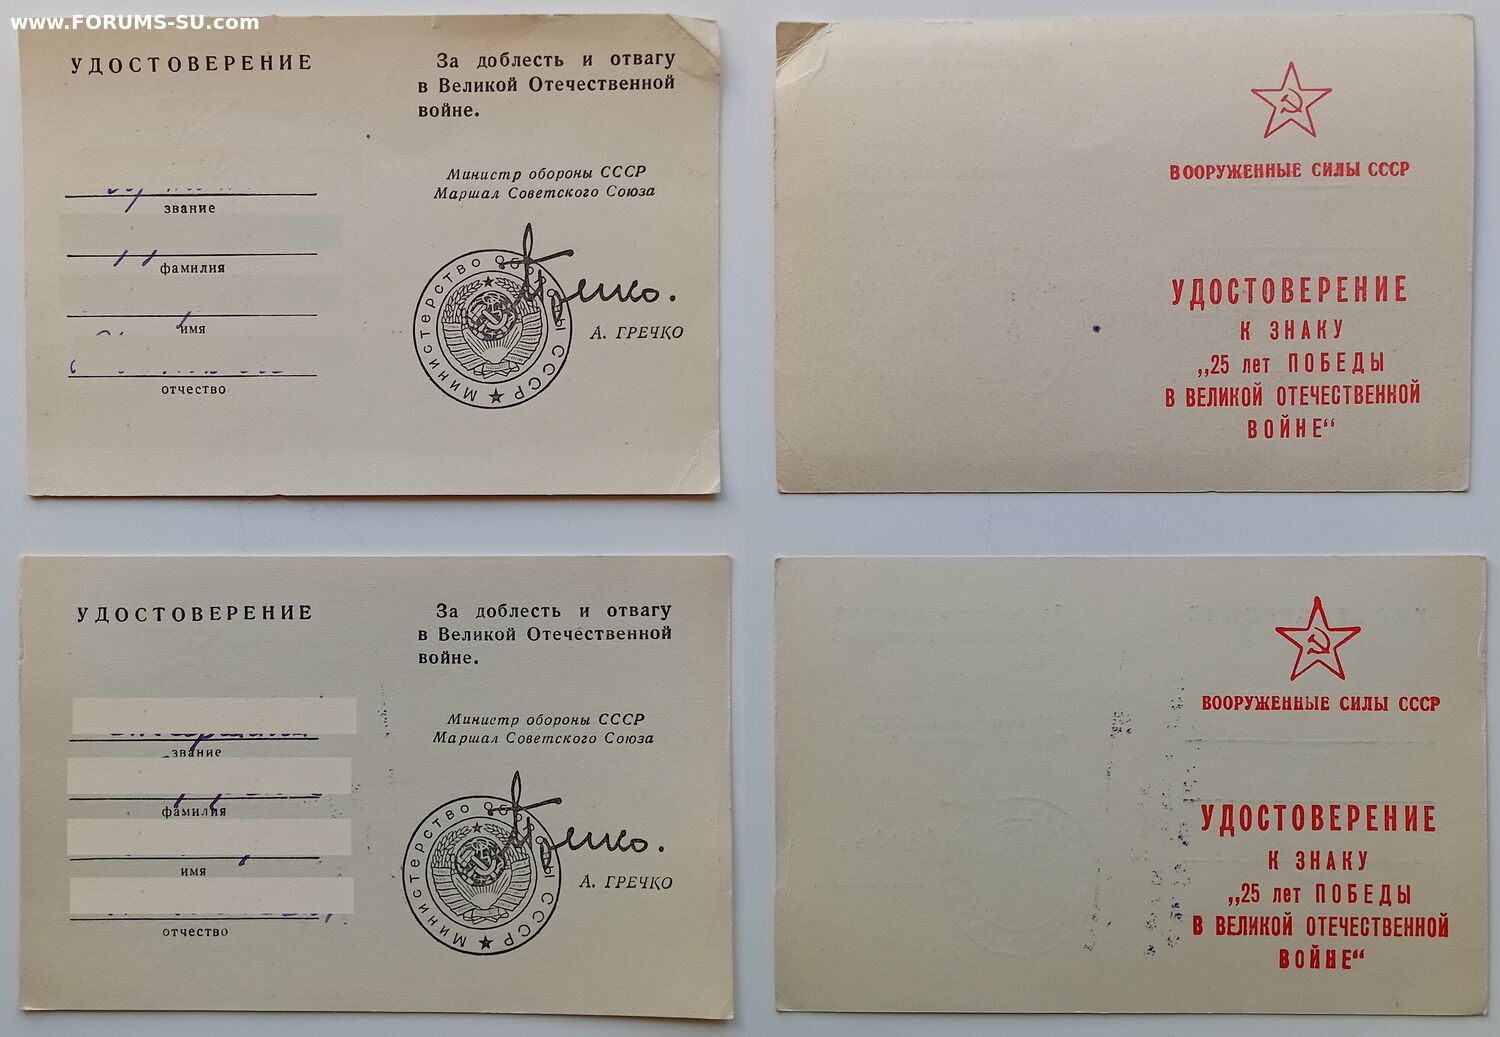 www.FORUMS-SU.com
УДОСТОВЕРЕНИЕ
звание
фамилия
имя
отчество
За доблесть и отвагу
в Великой Отечественной
войне.
Министр обороны СССР
Маршал Советского Союза
МИНИСТЕРСТВО ОБОРОНЫ СССР
А. ГРЕЧКО
ВООРУЖЕННЫЕ СИЛЫ СССР
УДОСТОВЕРЕНИЕ
К ЗНАКУ
„25 лет ПОБЕДЫ
В ВЕЛИКОЙ ОТЕЧЕСТВЕННОЙ
ВОЙНЕ“
УДОСТОВЕРЕНИЕ
звание
фамилия
имя
отчество
За доблесть и отвагу
в Великой Отечественной
войне.
Министр обороны СССР
Маршал Советского Союза
МИНИСТЕРСТВО ОБОРОНЫ СССР
А. ГРЕЧКО
ВООРУЖЕННЫЕ СИЛЫ СССР
УДОСТОВЕРЕНИЕ
К ЗНАКУ
„25 лет ПОБЕДЫ
В ВЕЛИКОЙ ОТЕЧЕСТВЕННОЙ
ВОЙНЕ“